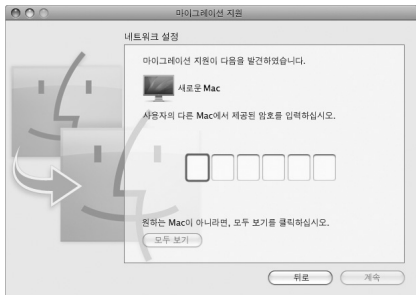 마이그레이션 지원
네트워크 설정
마이그레이션 지원이 다음을 발견하였습니다.
새로운 Mac
사용자의 다른 Mac에서 제공된 암호를 입력하십시오.
원하는 Mac이 아니라면, 모두 보기를 클릭하십시오.
모두 보기
뒤로
계속